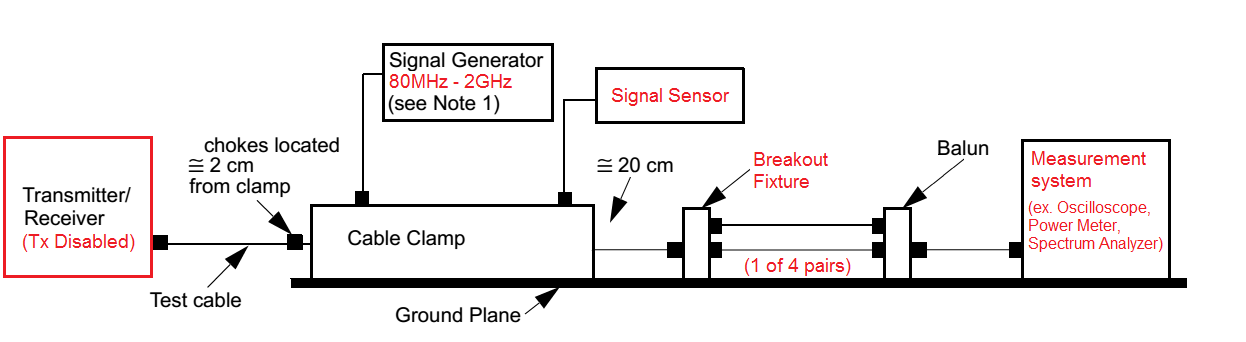 Signal Generator
80MHz - 2GHz
(see Note 1)
Signal Sensor
chokes located
≅ 2 cm
from clamp
≅ 20 cm
Breakout
Fixture
Balun
Measurement
system
(ex. Oscilloscope,
Power Meter,
Spectrum Analyzer)
Transmitter/
Receiver
(Tx Disabled)
Cable Clamp
(1 of 4 pairs)
Test cable
Ground Plane